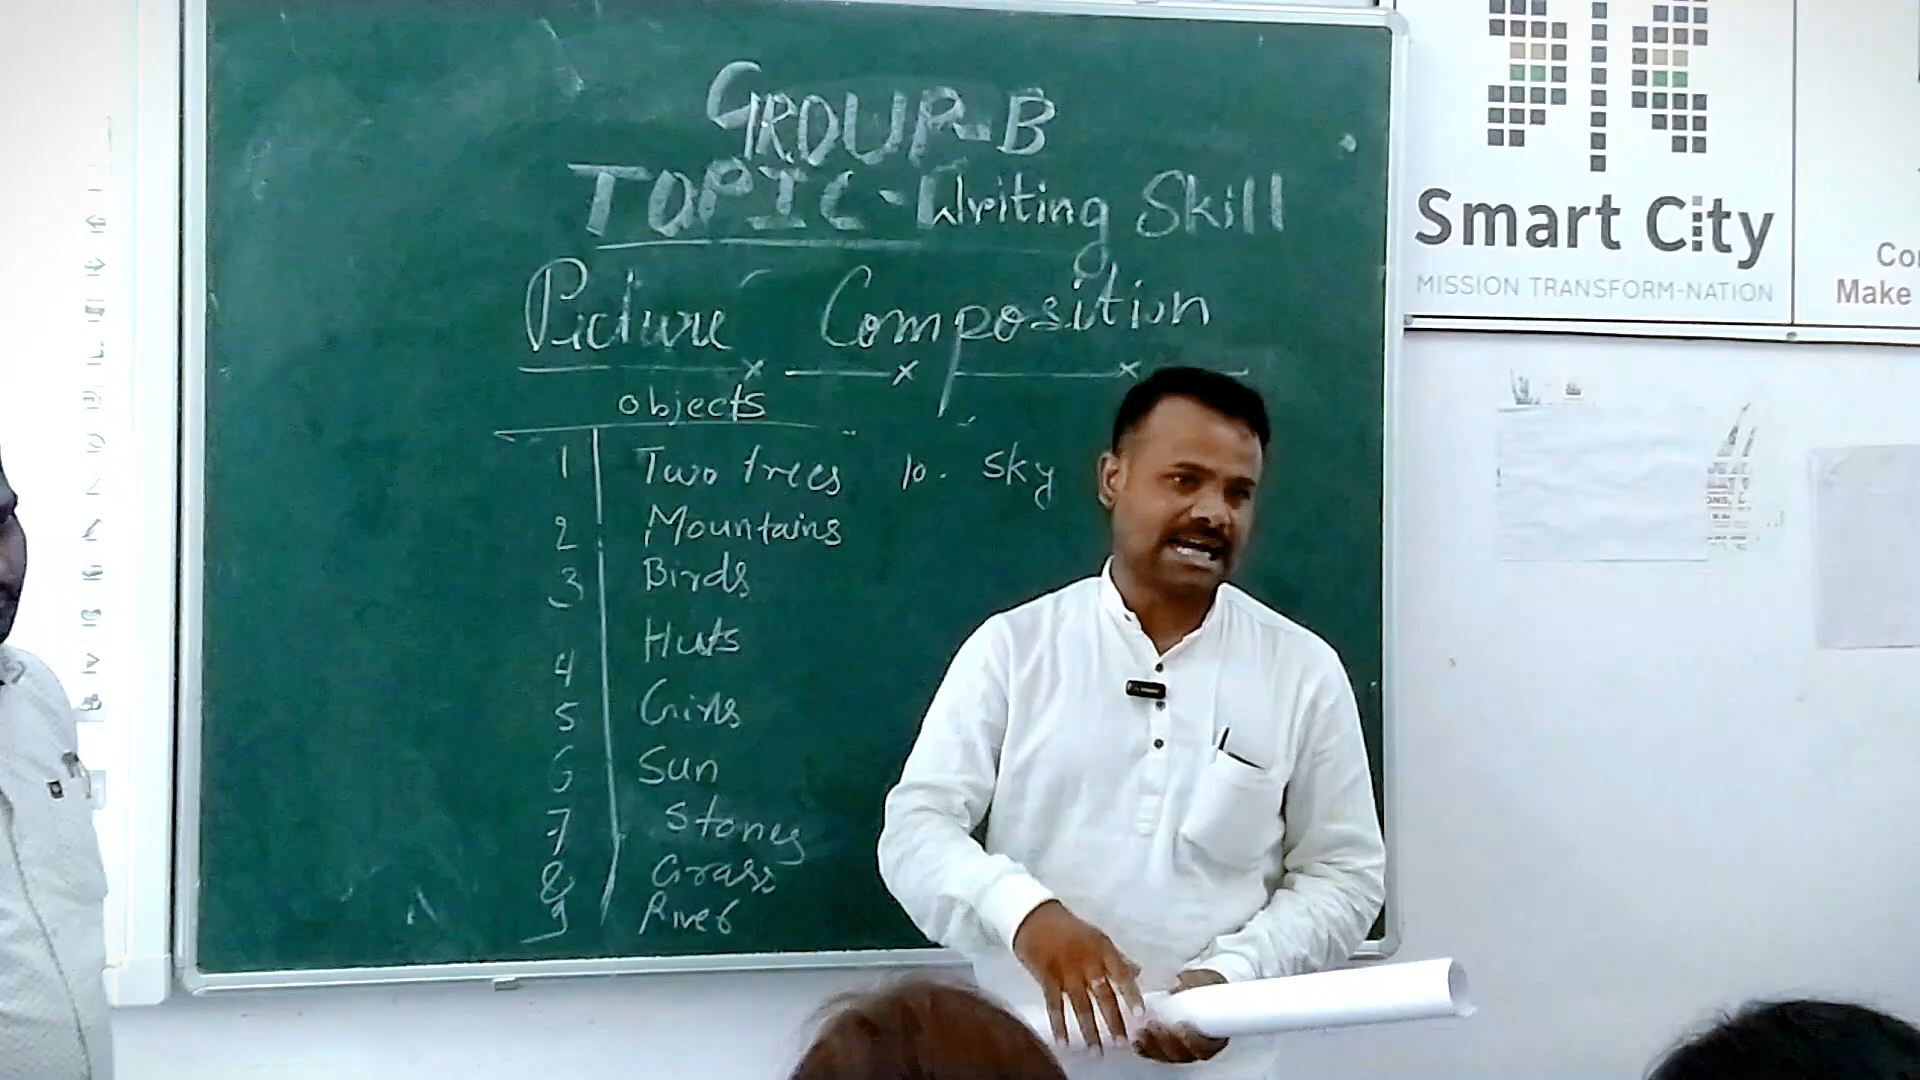 GROUP-B
TOPIC - Writing Skill
Picture Composition
objects
1 Two trees 10. Sky
2 Mountains
3 Birds
4 Huts
5 Girls
6 Sun
7 Stones
8 Grass
9 River
Smart City
MISSION TRANSFORM-NATION
Make